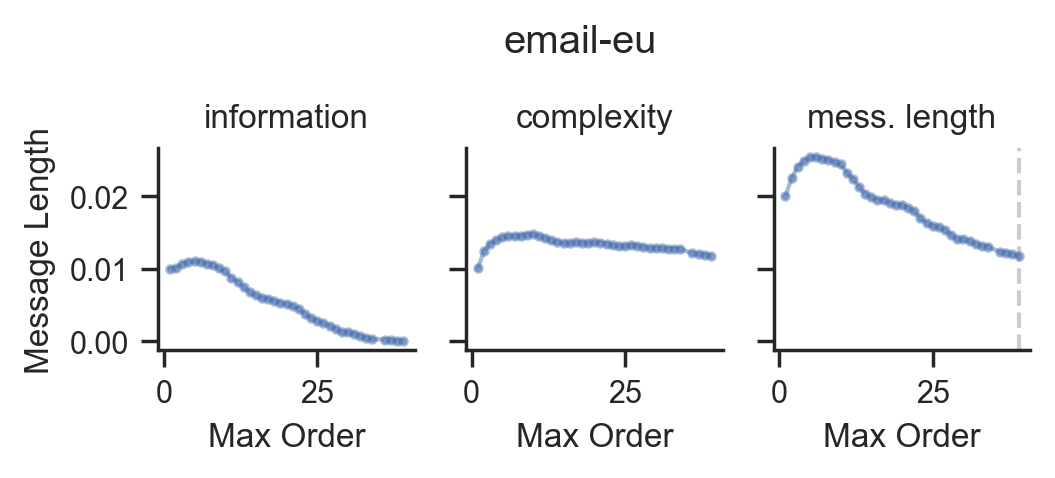 email-eu
information complexity mess. length
Message Length
0.02
0.01
0.00
0 25 0 25 0 25
Max Order Max Order Max Order